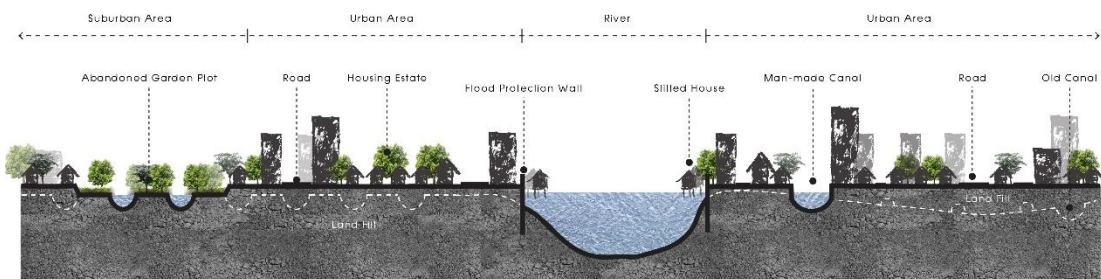 Suburban Area
Urban Area
River
Urban Area
Abandoned Garden Plot
Road
Housing Estate
Flood Protection Wall
Stilled House
Man-made Canal
Road
Old Canal
Land Fill
Land Fill